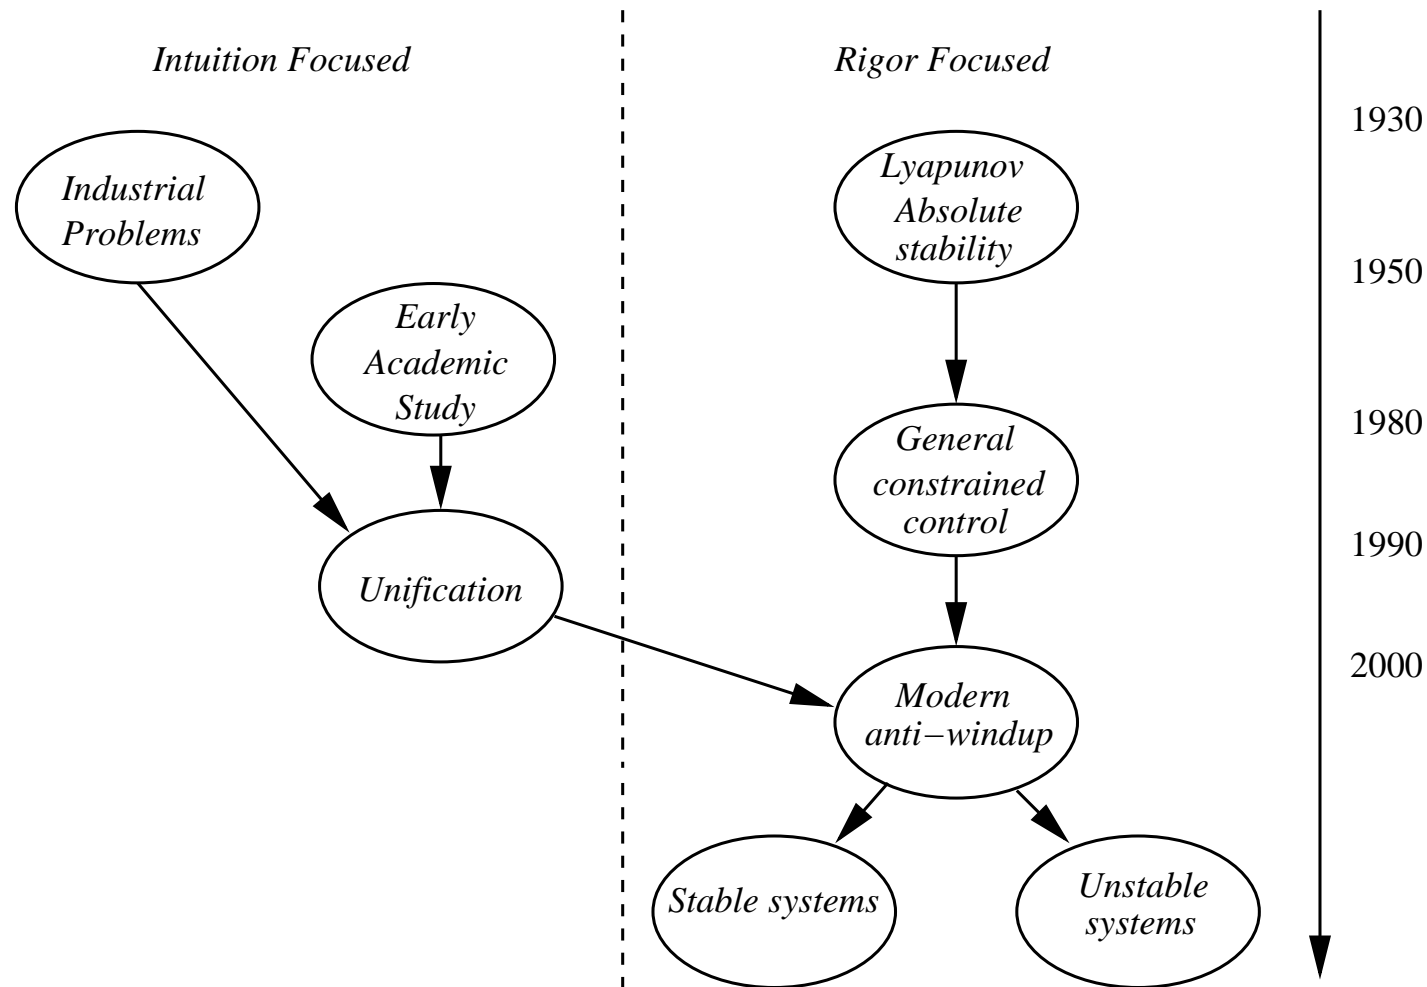 Intuition Focused
Rigor Focused
1930
Industrial
Problems
Lyapunov
Absolute
stability
1950
Early
Academic
Study
1980
General
constrained
control
1990
Unification
2000
Modern
anti−windup
Stable systems
Unstable
systems